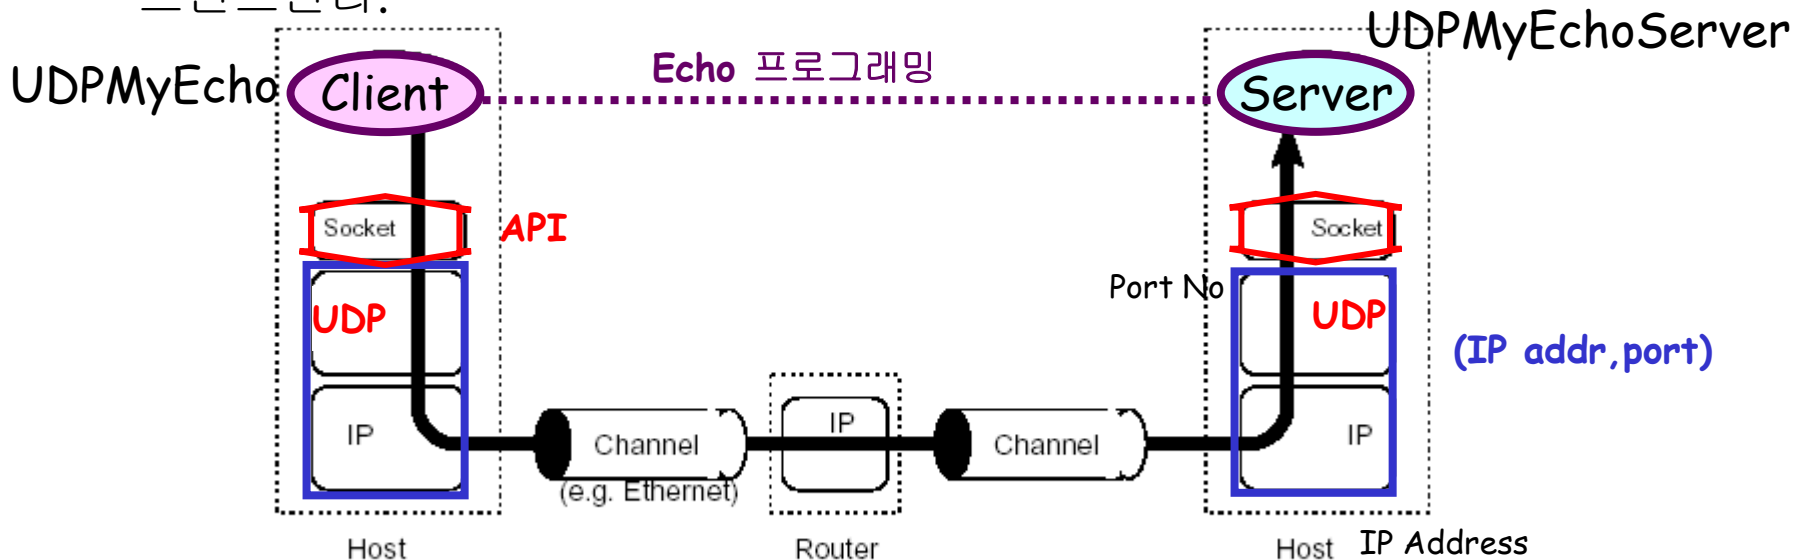 UDPMyEchoServer
UDPMyEcho
Client
Echo 프로그래밍
Server
Socket
API
Socket
Port No
UDP
UDP
(IP addr,port)
IP
Channel
(e.g. Ethernet)
IP
Channel
IP
Host
Router
Host
IP Address